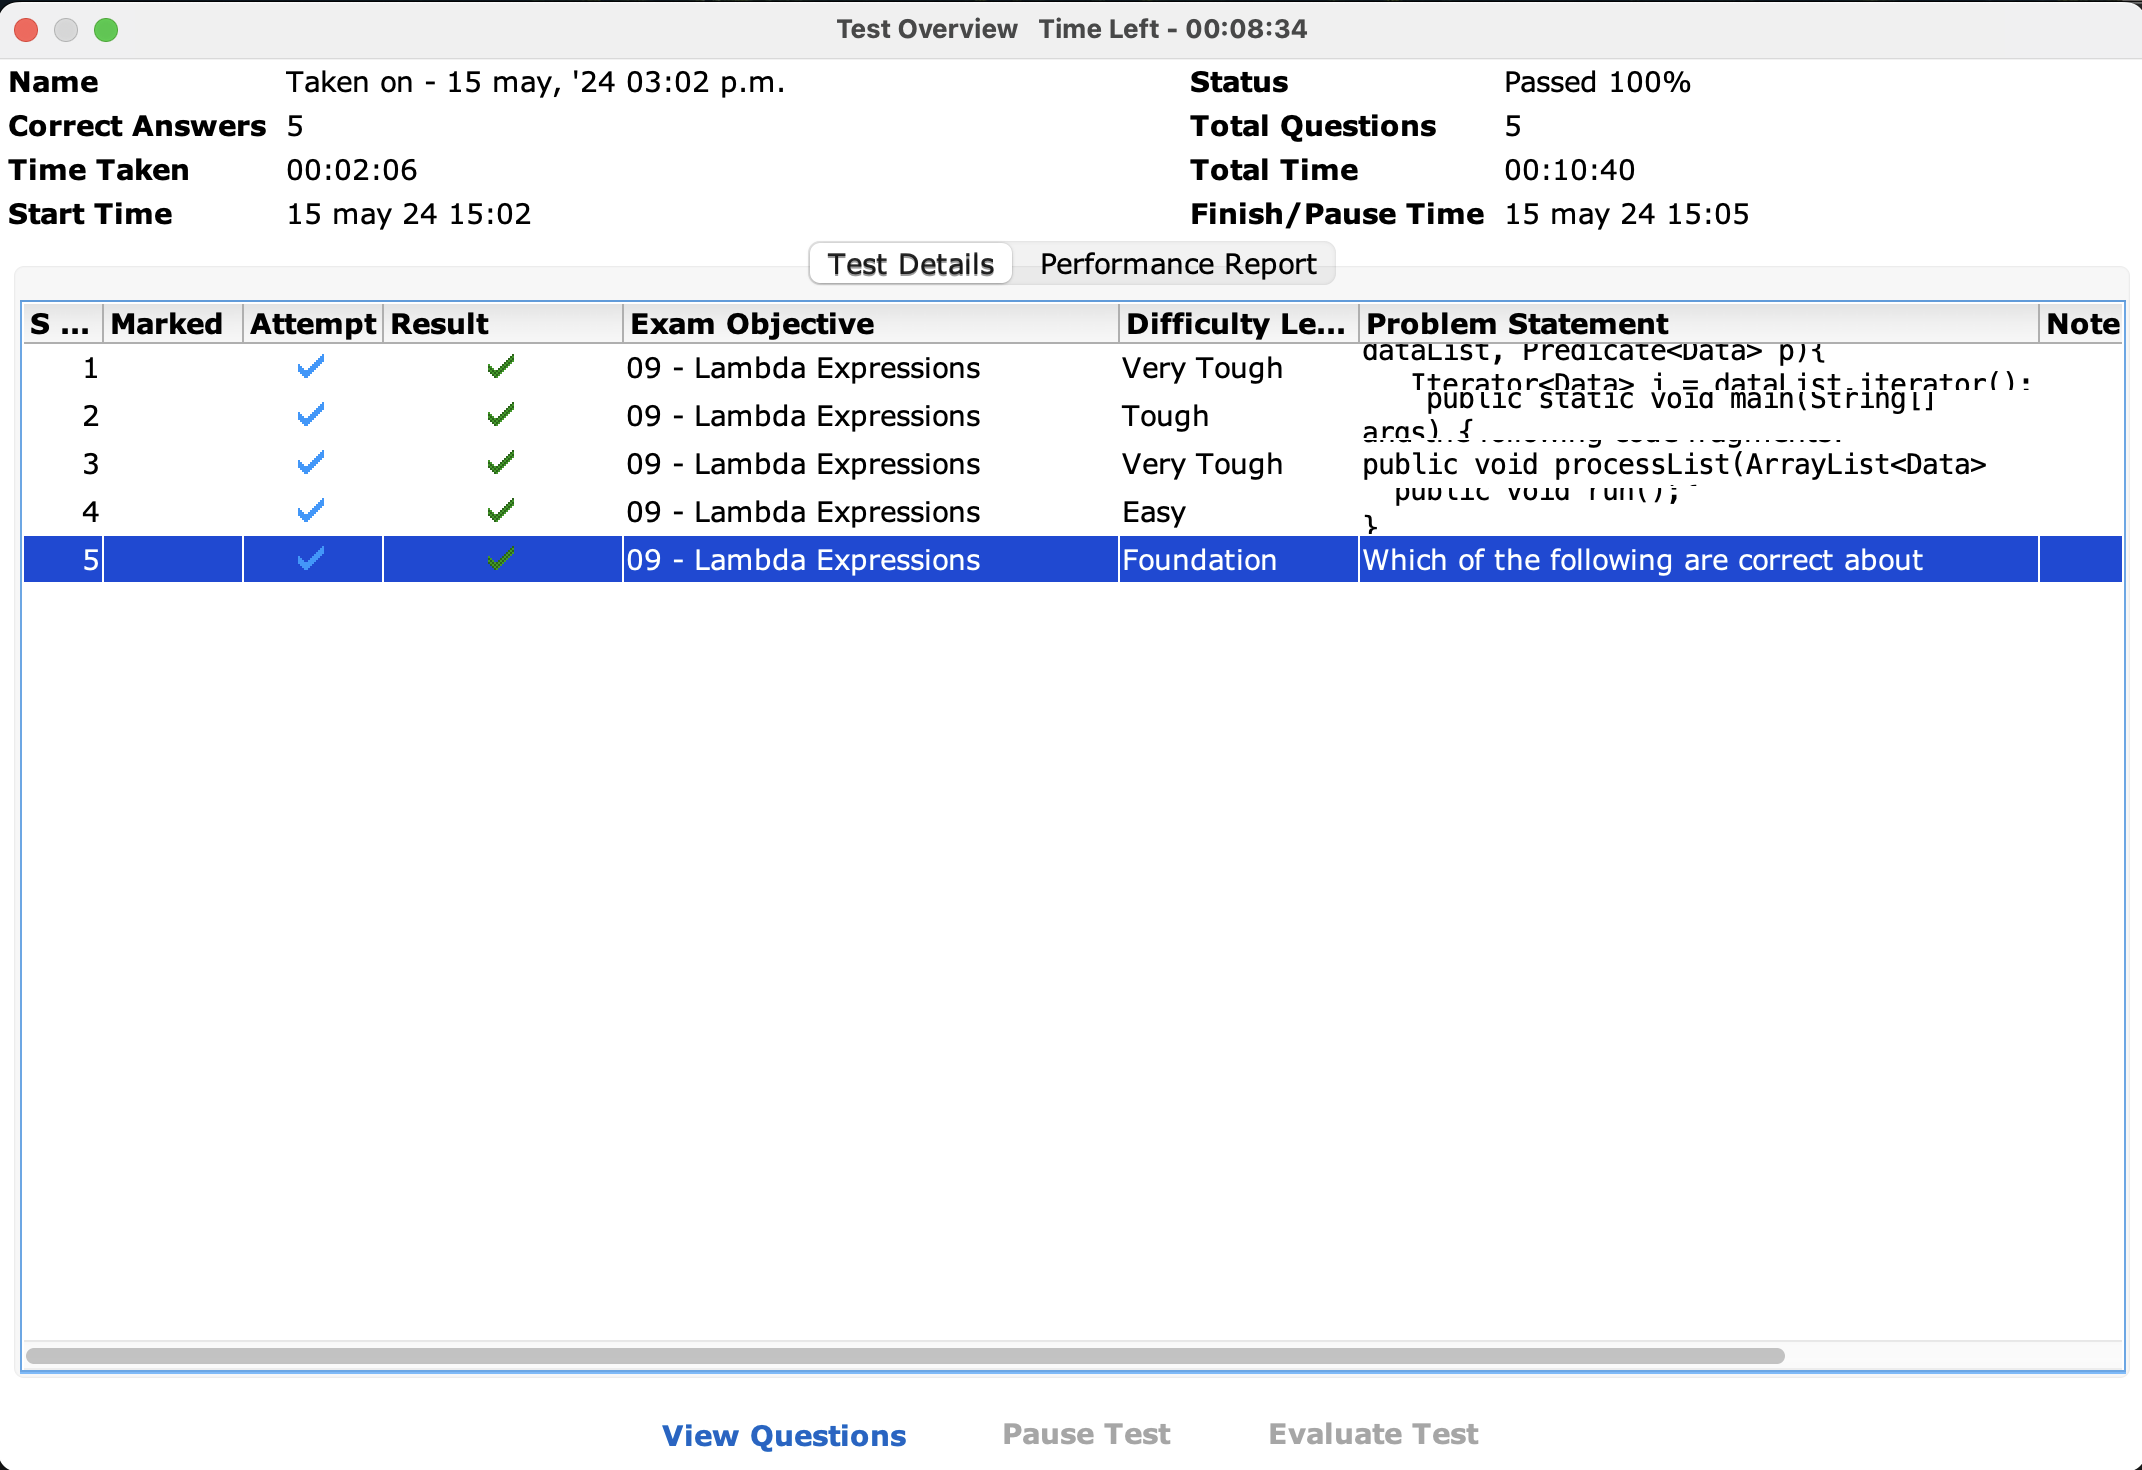 Test Overview Time Left - 00:08:34
Name Taken on - 15 may, '24 03:02 p.m. Status Passed 100%
Correct Answers 5 Total Questions 5
Time Taken 00:02:06 Total Time 00:10:40
Start Time 15 may 24 15:02 Finish/Pause Time 15 may 24 15:05
Test Details Performance Report
S ... Marked Attempt Result Exam Objective Difficulty Le... Problem Statement Note
1 09 - Lambda Expressions Very Tough dataList, Predicate<Data> p){
Iterator<Data> i = dataList.iterator();
2 09 - Lambda Expressions Tough public static void main(String[]
args) {
3 09 - Lambda Expressions Very Tough public void processList(ArrayList<Data>
4 09 - Lambda Expressions Easy public void run();
}
5 09 - Lambda Expressions Foundation Which of the following are correct about
View Questions Pause Test Evaluate Test